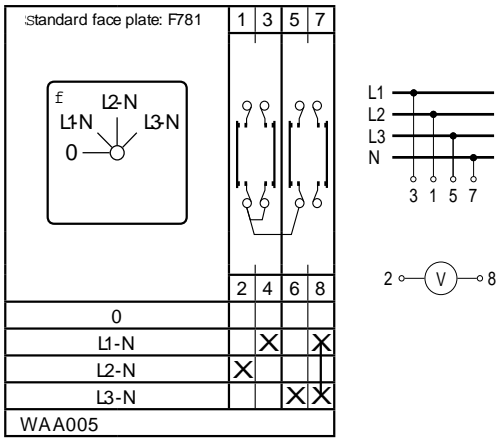 Standard face plate: F781 1 3 5 7
f
L2-N
L1-N L3-N
0
L1
L2
L3
N
3 1 5 7
2 V 8
2 4 6 8
0
L1-N X X
L2-N X
L3-N X X
WAA005